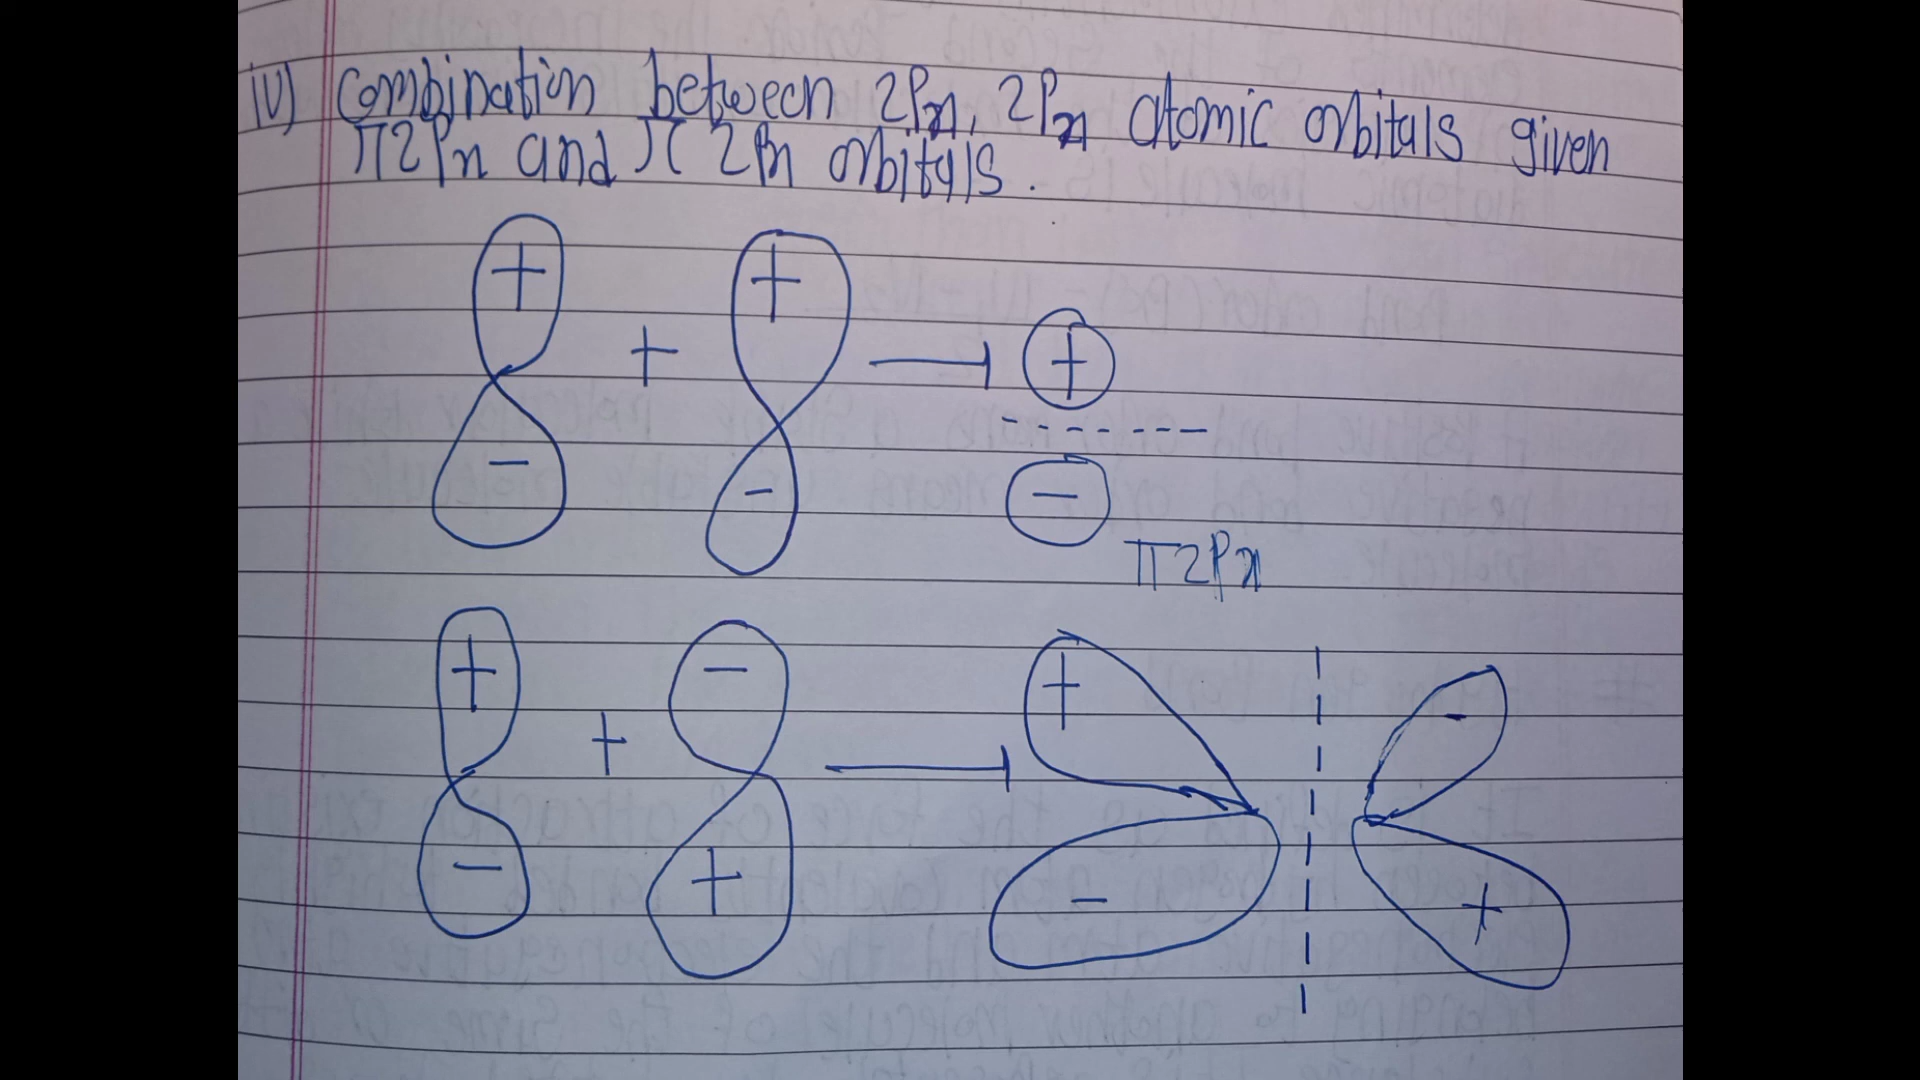 iv) Combination between 2Px, 2Px atomic orbitals given
π2Px and π 2Px orbitals.
+ + +
+ →
- - -
π2Px
+ - + -
+ →
- + - +